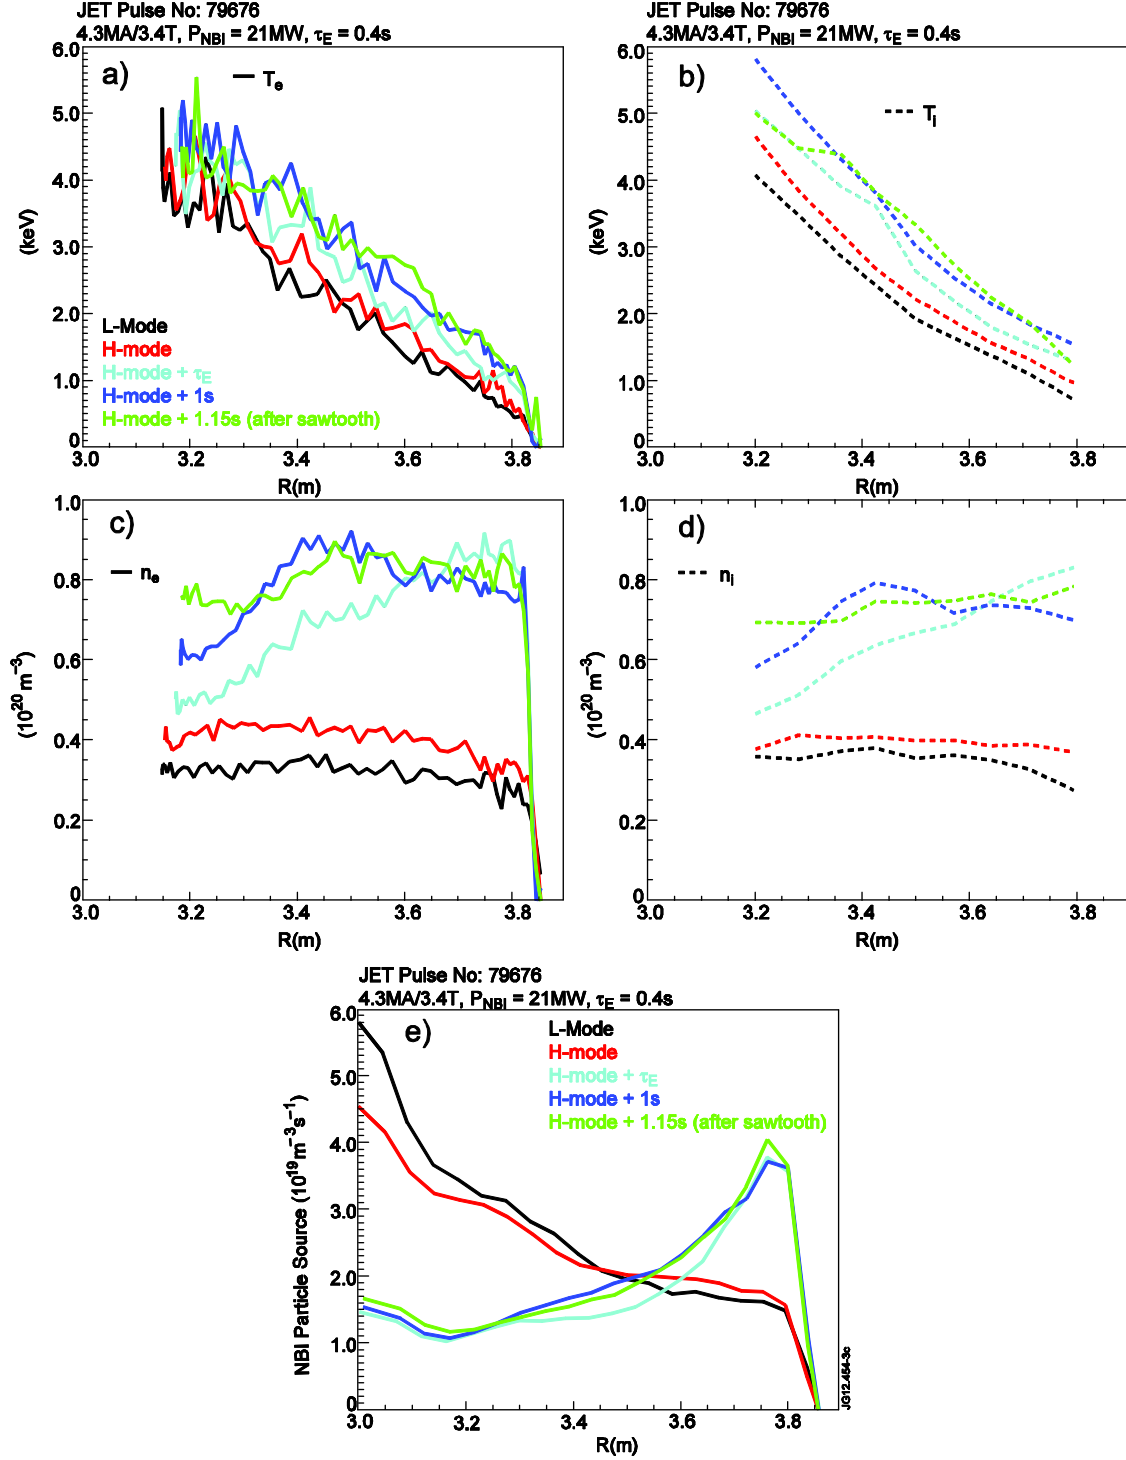 JET Pulse No: 79676
4.3MA/3.4T, PNBI = 21MW, τE = 0.4s
6.0
5.0
4.0
3.0
2.0
1.0
0
(keV)
a)
Te
L-Mode
H-mode
H-mode + τE
H-mode + 1s
H-mode + 1.15s (after sawtooth)
3.0 3.2 3.4 3.6 3.8
R(m)
JET Pulse No: 79676
4.3MA/3.4T, PNBI = 21MW, τE = 0.4s
6.0
5.0
4.0
3.0
2.0
1.0
0
(keV)
b)
Ti
3.0 3.2 3.4 3.6 3.8
R(m)
1.0
0.8
0.6
0.4
0.2
0
(10^20 m^−3)
c)
ne
3.0 3.2 3.4 3.6 3.8
R(m)
1.0
0.8
0.6
0.4
0.2
0
(10^20 m^−3)
d)
ni
3.0 3.2 3.4 3.6 3.8
R(m)
JET Pulse No: 79676
4.3MA/3.4T, PNBI = 21MW, τE = 0.4s
6.0
5.0
4.0
3.0
2.0
1.0
0
NBI Particle Source (10^19m^−3s^−1)
e)
L-Mode
H-mode
H-mode + τE
H-mode + 1s
H-mode + 1.15s (after sawtooth)
3.0 3.2 3.4 3.6 3.8
R(m)
JG12.454-3c